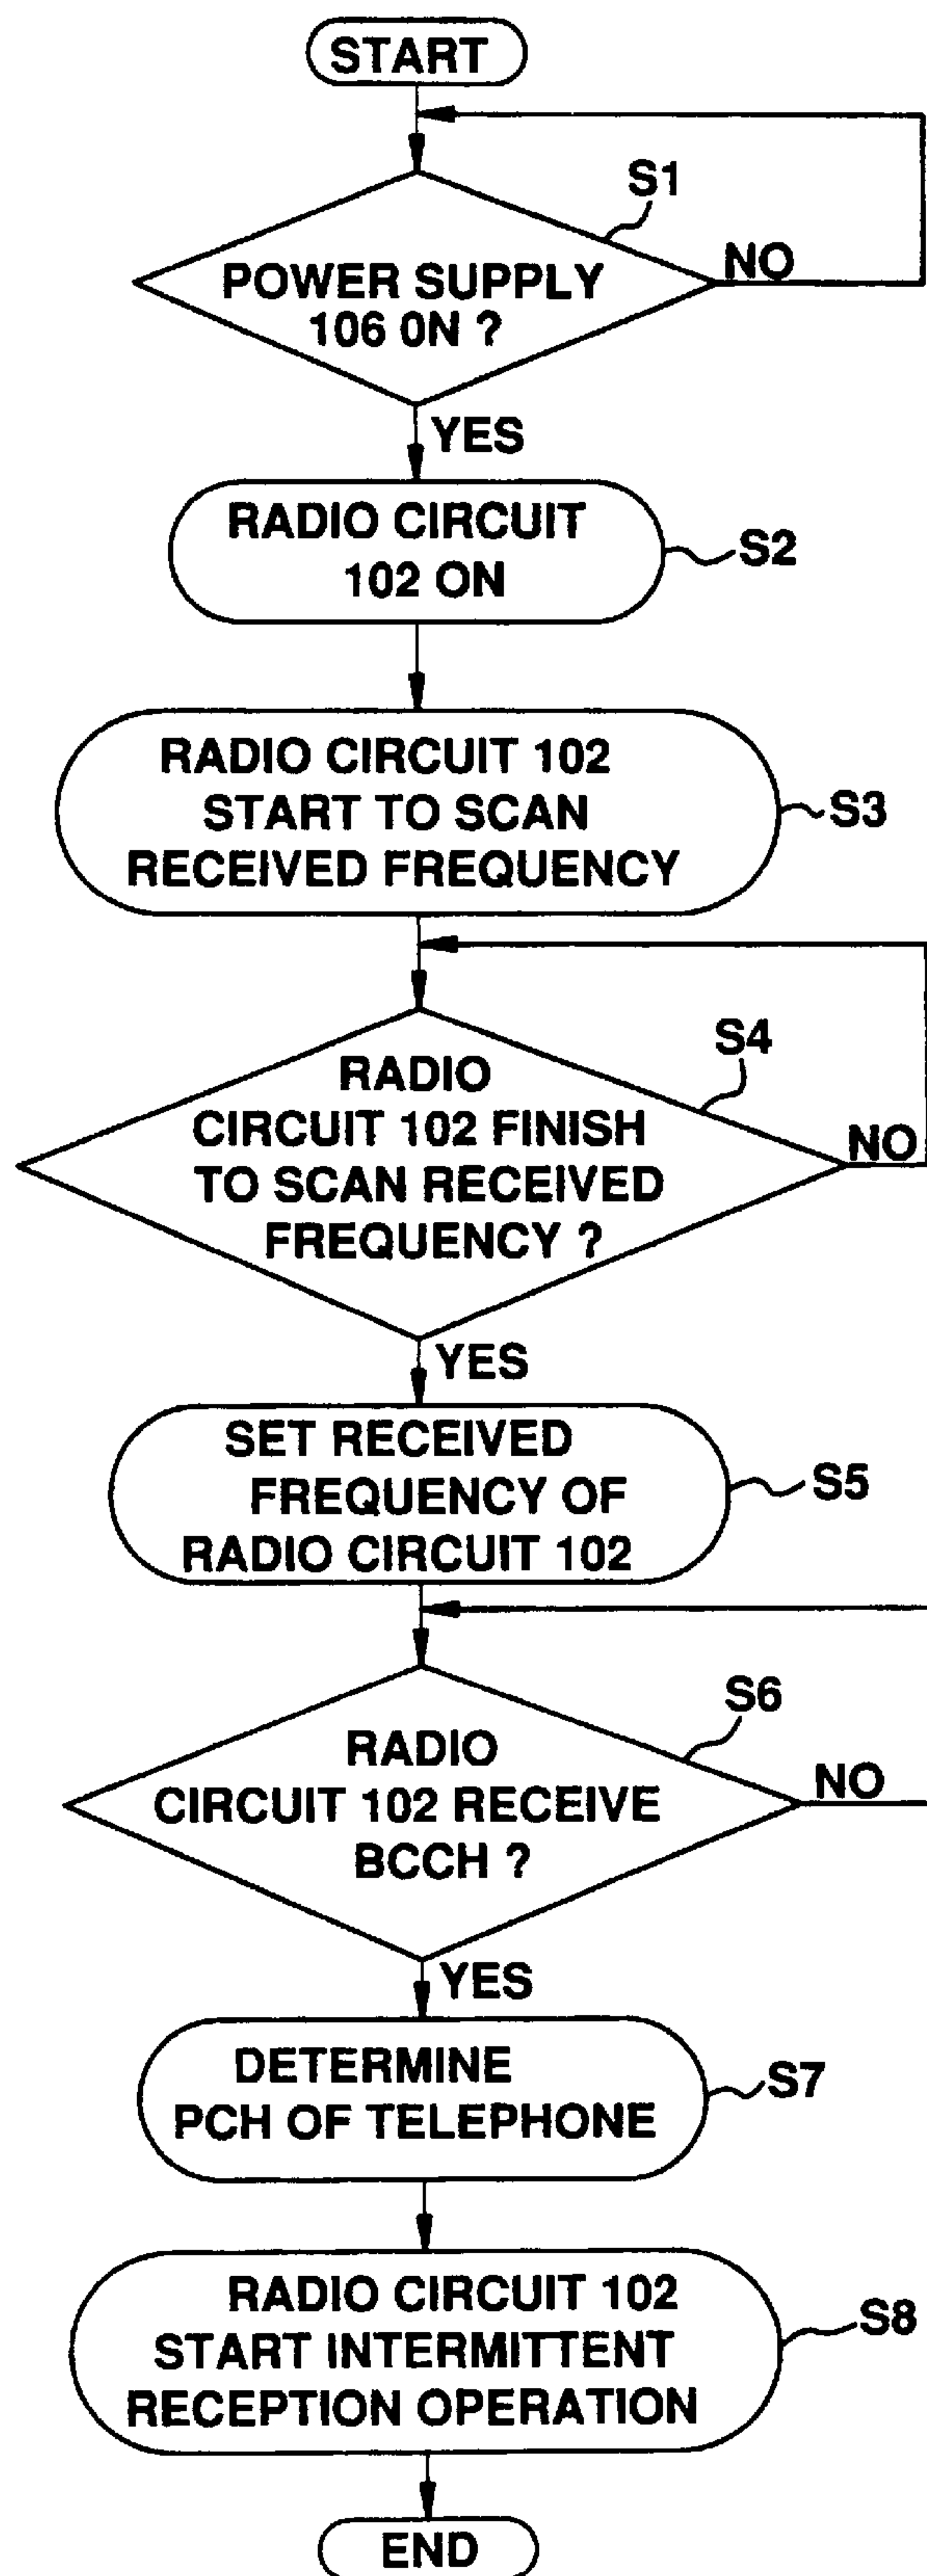 START
S1
POWER SUPPLY
106 0N ?
NO
YES
RADIO CIRCUIT
102 ON
S2
RADIO CIRCUIT 102
START TO SCAN
RECEIVED FREQUENCY
S3
S4
RADIO
CIRCUIT 102 FINISH
TO SCAN RECEIVED
FREQUENCY ?
NO
YES
SET RECEIVED
FREQUENCY OF
RADIO CIRCUIT 102
S5
S6
RADIO
CIRCUIT 102 RECEIVE
BCCH ?
NO
YES
DETERMINE
PCH OF TELEPHONE
S7
RADIO CIRCUIT 102
START INTERMITTENT
RECEPTION OPERATION
S8
END